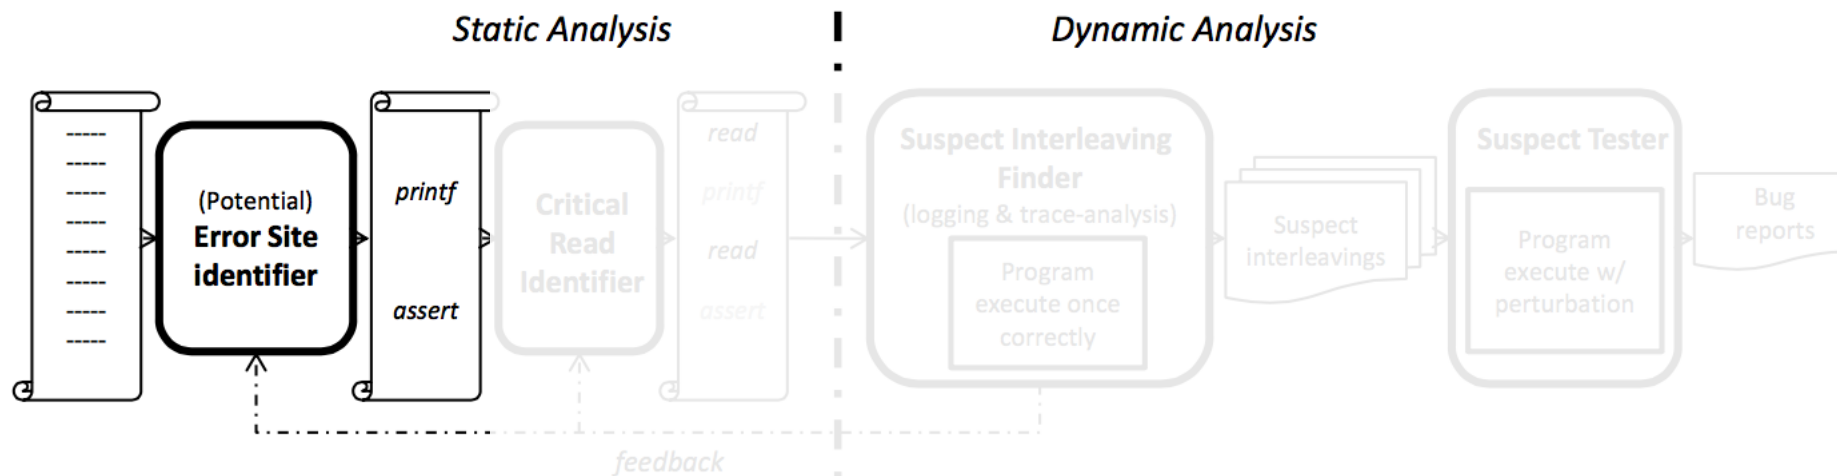 Static Analysis
Dynamic Analysis
-----
-----
-----
-----
-----
-----
-----
-----
(Potential)
Error Site
identifier
printf
assert
Critical
Read
Identifier
read
printf
read
assert
Suspect Interleaving
Finder
(logging & trace-analysis)
Program
execute once
correctly
Suspect
interleavings
Suspect Tester
Program
execute w/
perturbation
Bug
reports
feedback